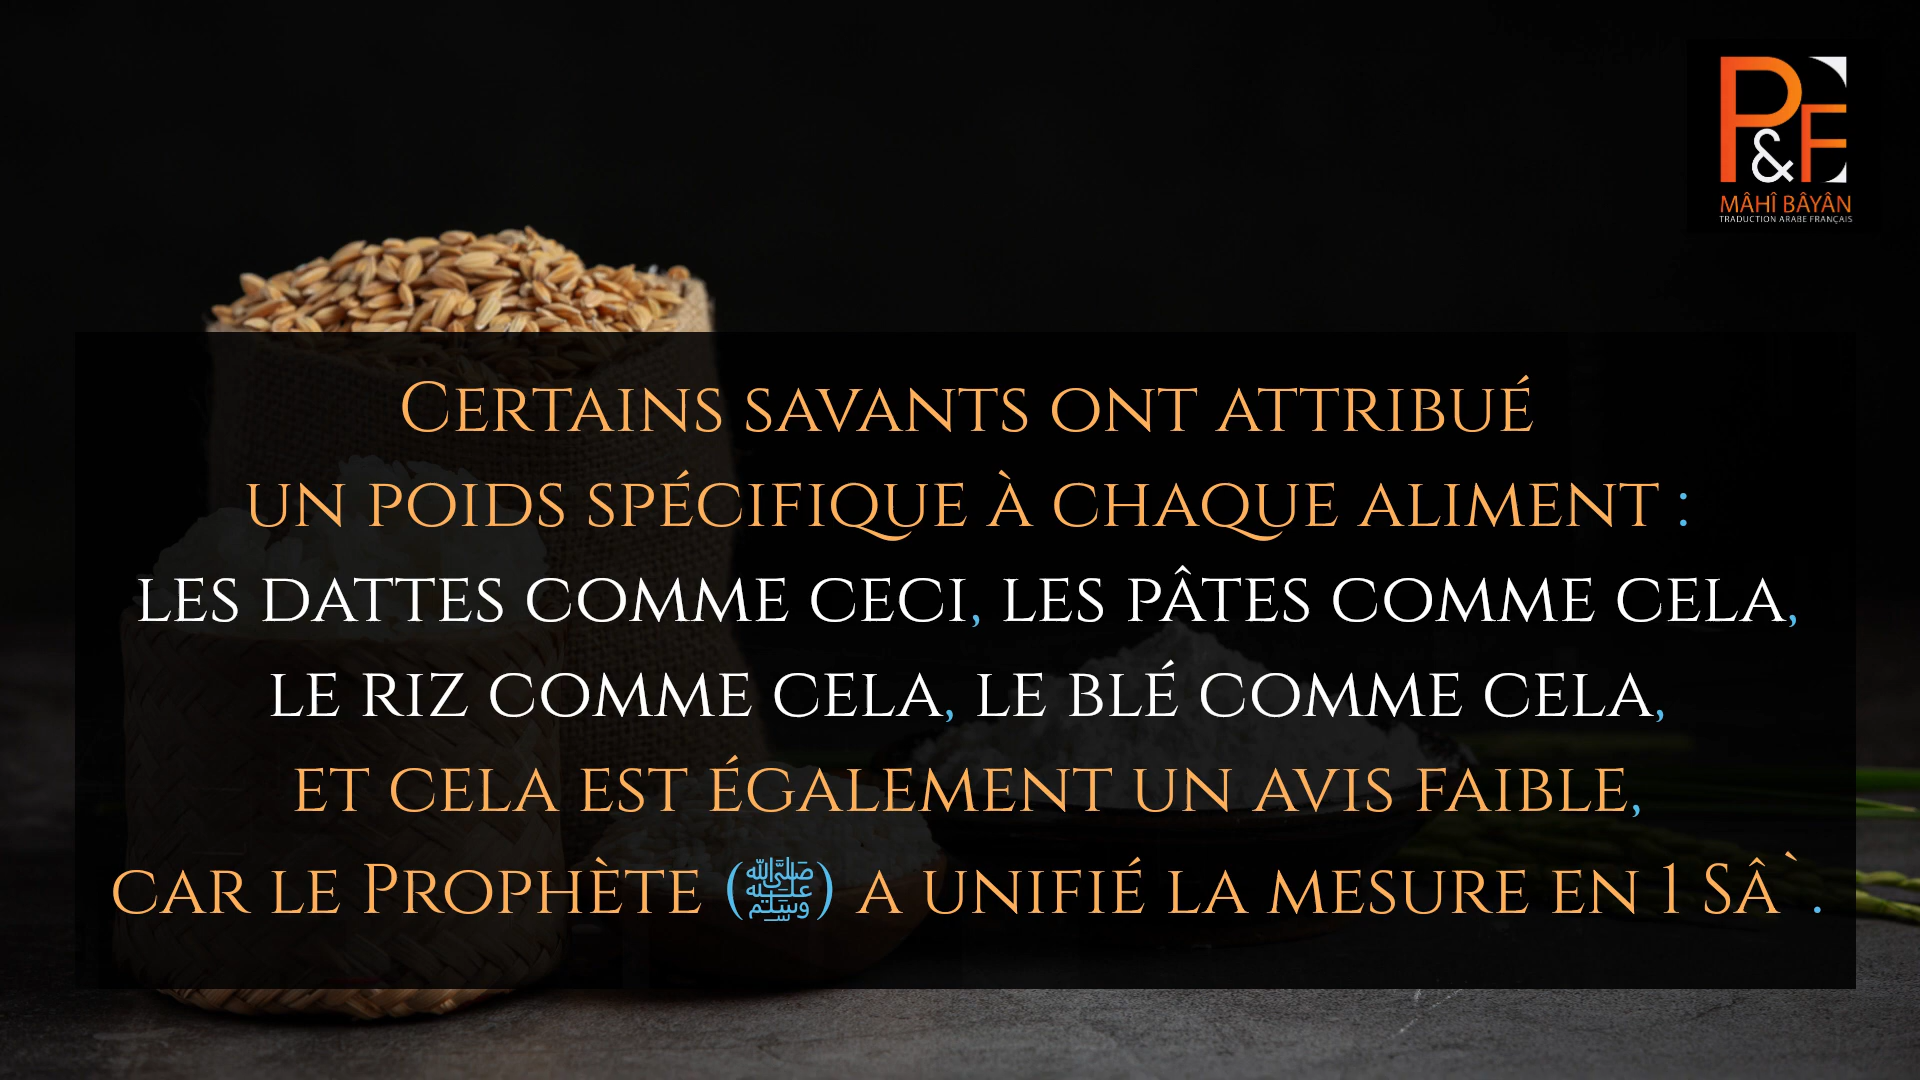 P&F
MÂHÎ BÂYÂN
TRADUCTION ARABE FRANÇAIS
Certains savants ont attribué
un poids spécifique à chaque aliment :
les dattes comme ceci, les pâtes comme cela,
le riz comme cela, le blé comme cela,
et cela est également un avis faible,
car le Prophète (ﷺ) a unifié la mesure en 1 Sâ`.